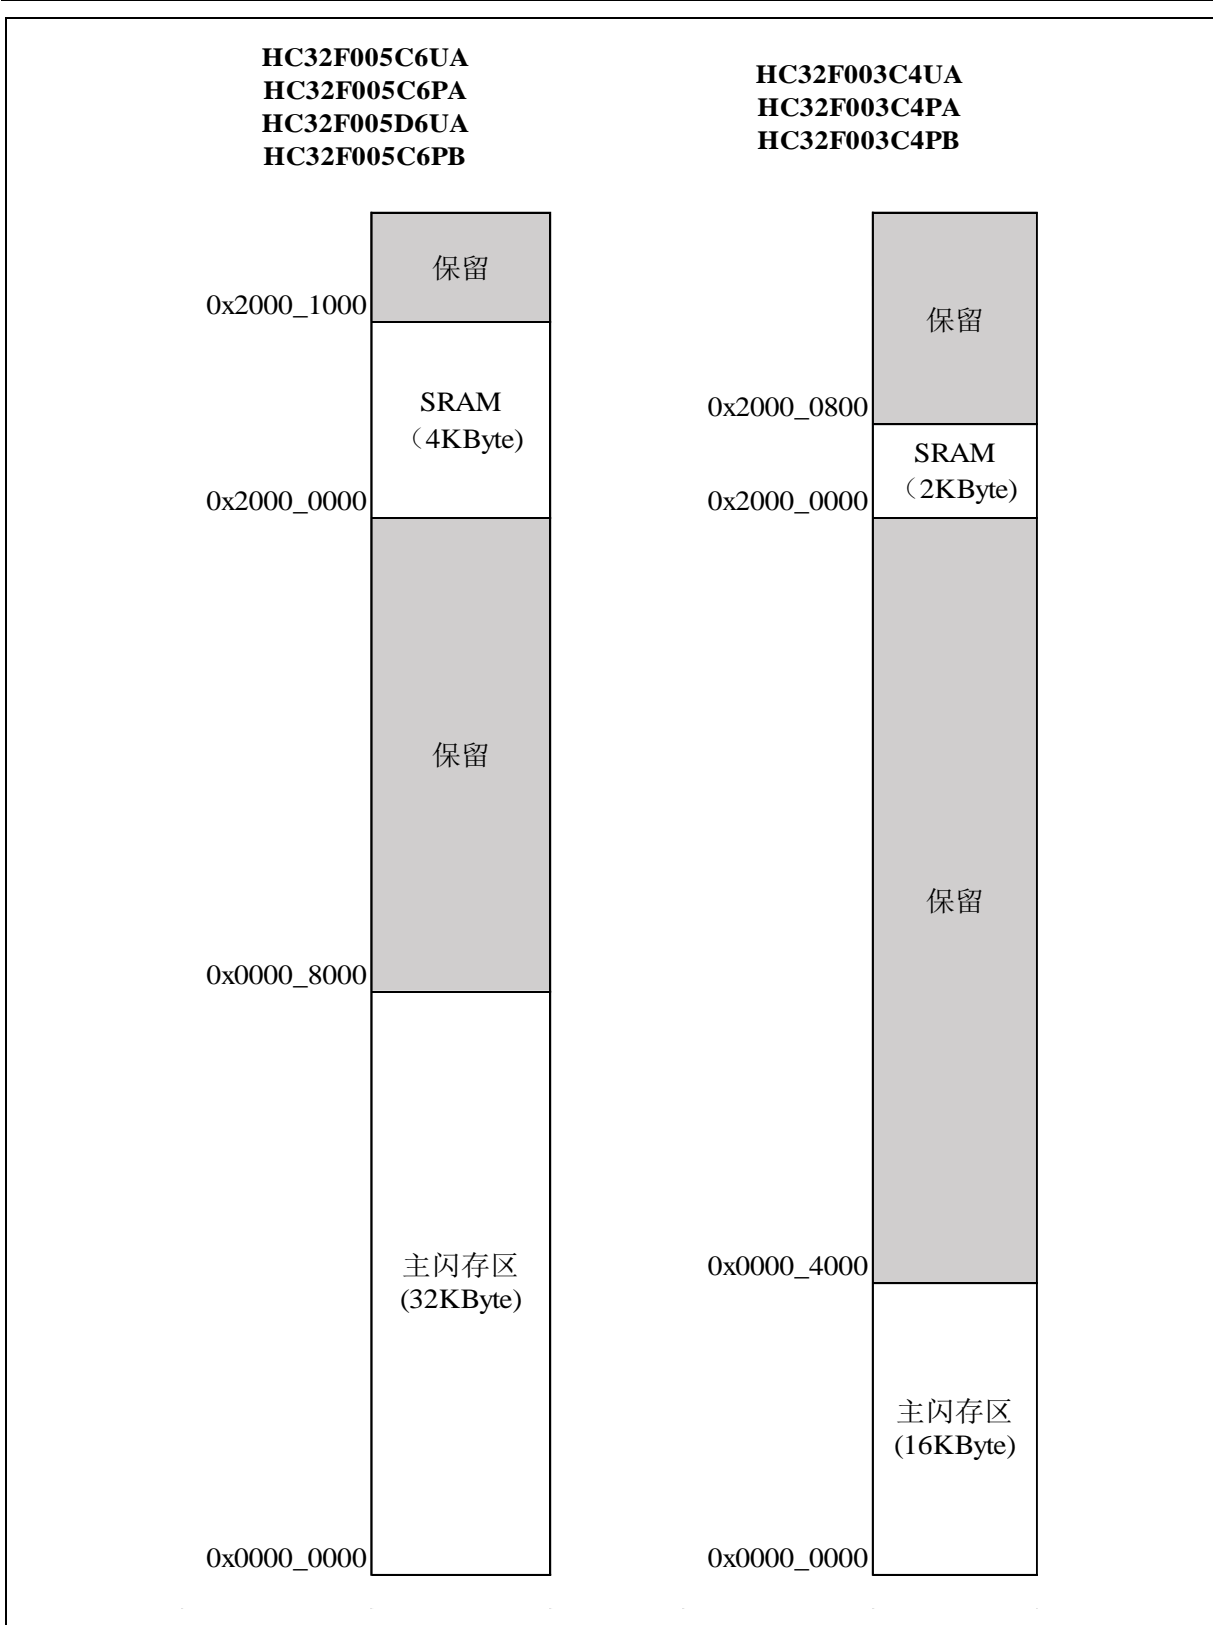 HC32F005C6UA
HC32F005C6PA
HC32F005D6UA
HC32F005C6PB
保留
0x2000_1000
SRAM
（4KByte)
0x2000_0000
保留
0x0000_8000
主闪存区
(32KByte)
0x0000_0000
HC32F003C4UA
HC32F003C4PA
HC32F003C4PB
保留
0x2000_0800
SRAM
（2KByte)
0x2000_0000
保留
0x0000_4000
主闪存区
(16KByte)
0x0000_0000